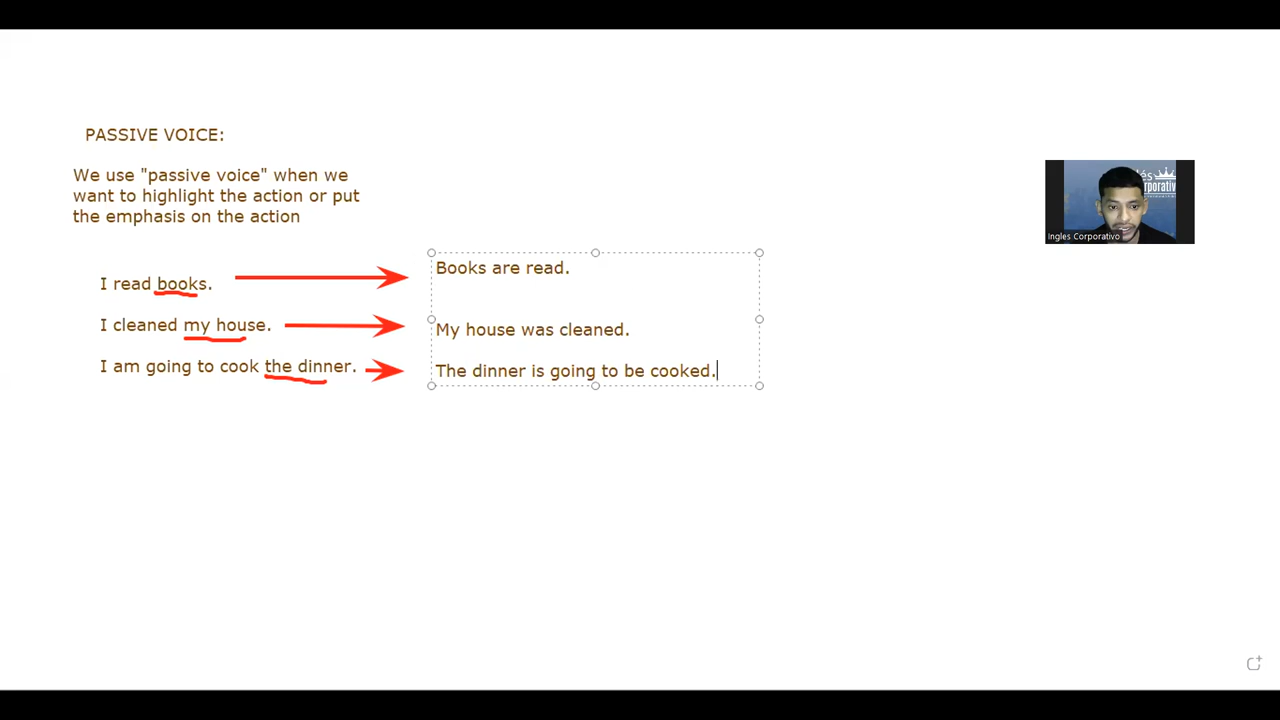 PASSIVE VOICE:
We use "passive voice" when we
want to highlight the action or put
the emphasis on the action
I read books.
Books are read.
I cleaned my house.
My house was cleaned.
I am going to cook the dinner.
The dinner is going to be cooked.
Ingles Corporativo